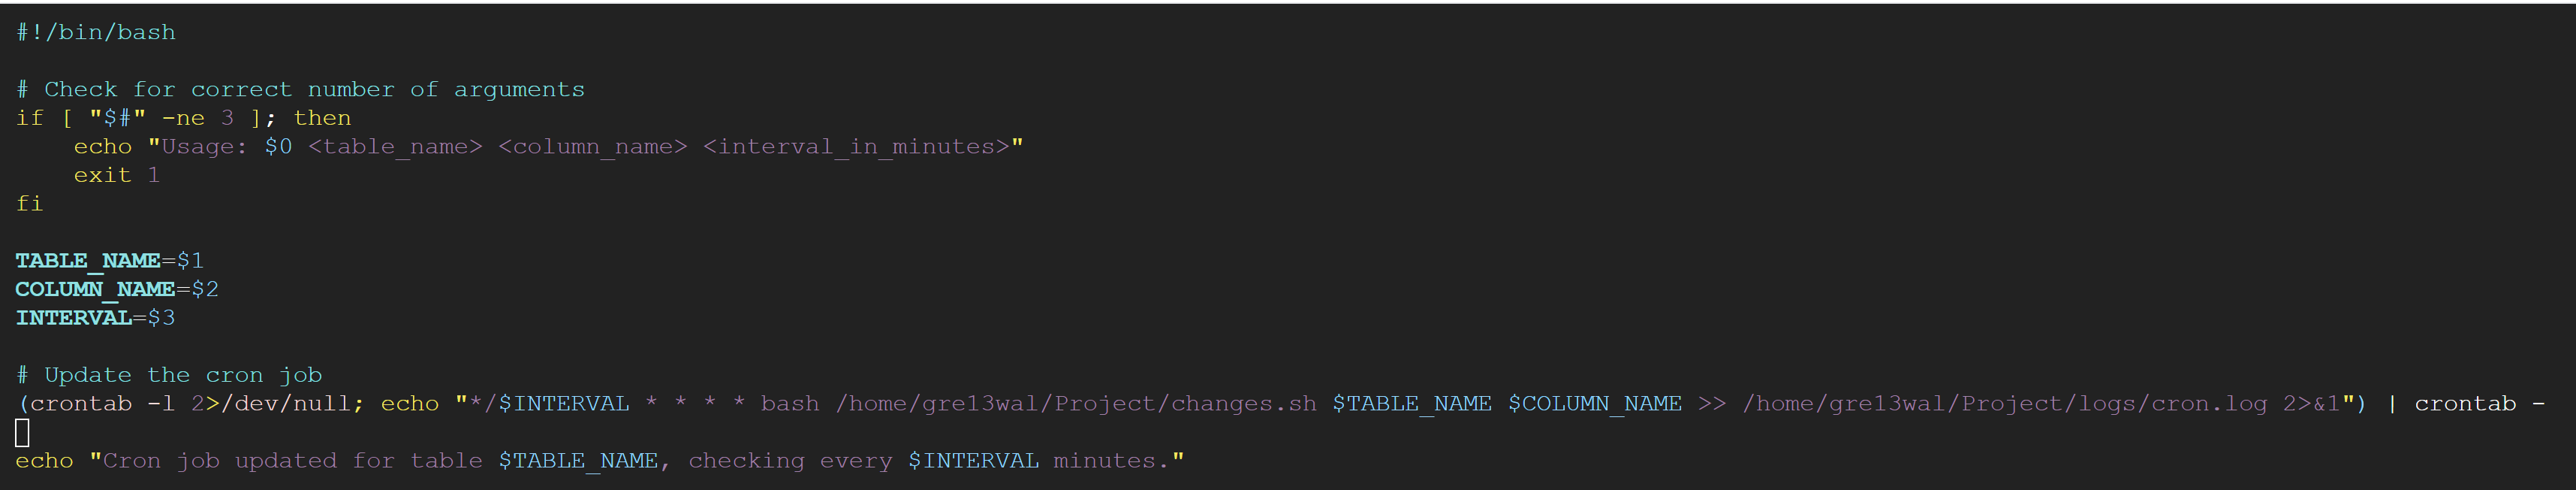 #!/bin/bash
# Check for correct number of arguments
if [ "$#" -ne 3 ]; then
    echo "Usage: $0 <table_name> <column_name> <interval_in_minutes>"
    exit 1
fi
TABLE_NAME=$1
COLUMN_NAME=$2
INTERVAL=$3
# Update the cron job
(crontab -l 2>/dev/null; echo "*/$INTERVAL * * * * bash /home/gre13wal/Project/changes.sh $TABLE_NAME $COLUMN_NAME >> /home/gre13wal/Project/logs/cron.log 2>&1") | crontab -
echo "Cron job updated for table $TABLE_NAME, checking every $INTERVAL minutes."